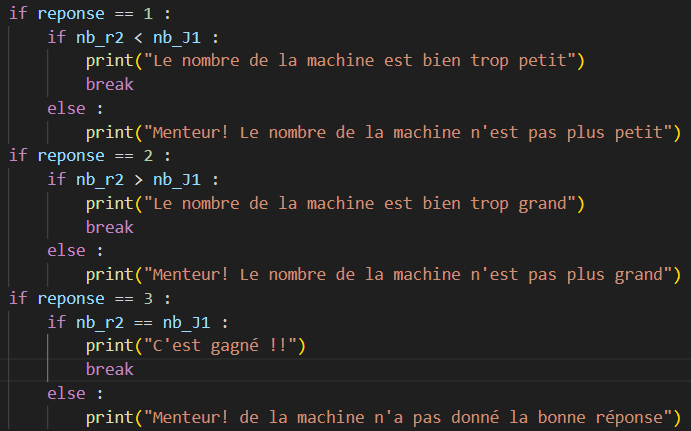 if reponse == 1 :
    if nb_r2 < nb_J1 :
        print("Le nombre de la machine est bien trop petit")
        break
    else :
        print("Menteur! Le nombre de la machine n'est pas plus petit")
if reponse == 2 :
    if nb_r2 > nb_J1 :
        print("Le nombre de la machine est bien trop grand")
        break
    else :
        print("Menteur! Le nombre de la machine n'est pas plus grand")
if reponse == 3 :
    if nb_r2 == nb_J1 :
        print("C'est gagné !!")
        break
    else :
        print("Menteur! de la machine n'a pas donné la bonne réponse")